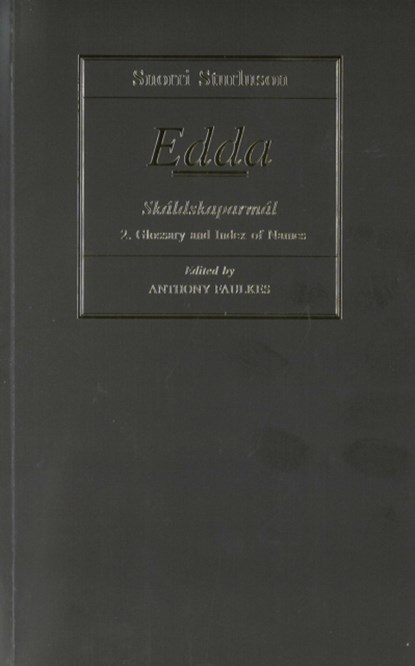 Snorri Sturluson
Edda
Skáldskaparmál
2. Glossary and Index of Names
Edited by
ANTHONY FAULKES